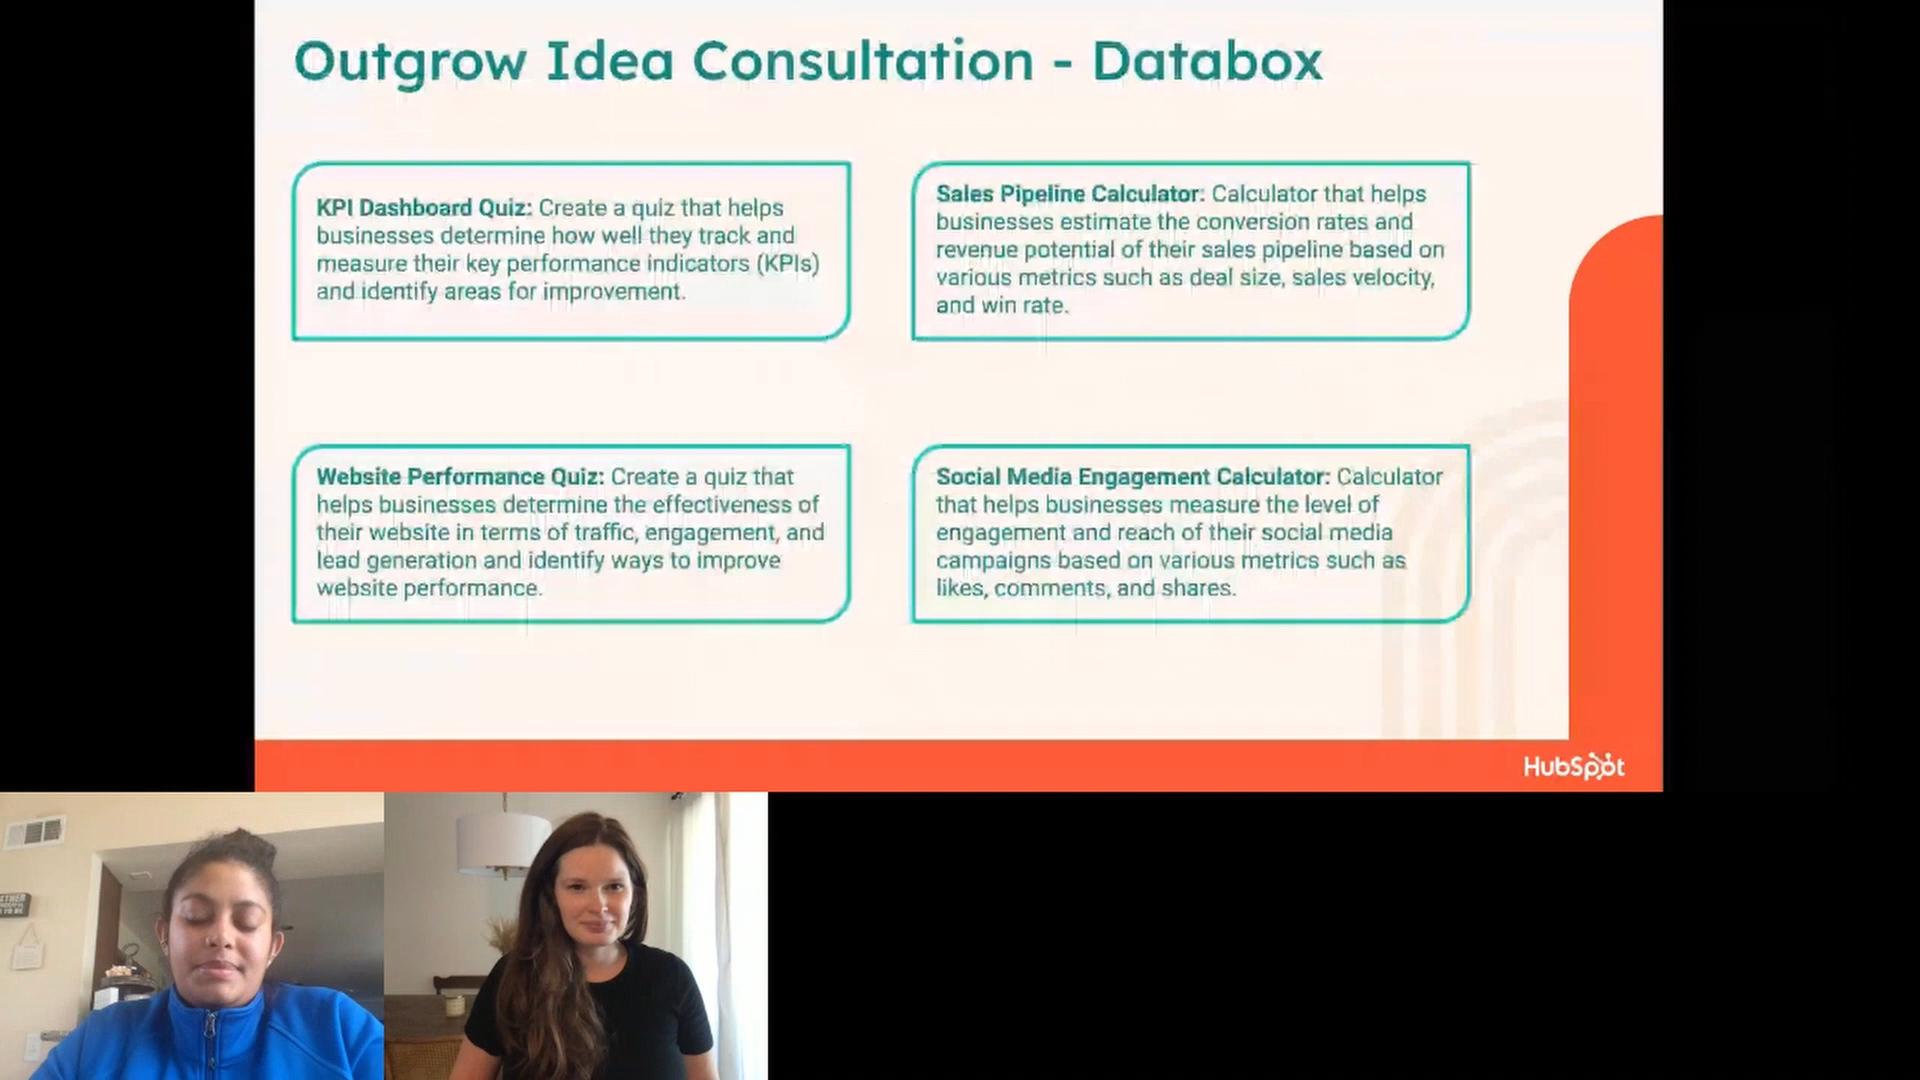 Outgrow Idea Consultation - Databox
KPI Dashboard Quiz: Create a quiz that helps
businesses determine how well they track and
measure their key performance indicators (KPIs)
and identify areas for improvement.
Sales Pipeline Calculator: Calculator that helps
businesses estimate the conversion rates and
revenue potential of their sales pipeline based on
various metrics such as deal size, sales velocity,
and win rate.
Website Performance Quiz: Create a quiz that
helps businesses determine the effectiveness of
their website in terms of traffic, engagement, and
lead generation and identify ways to improve
website performance.
Social Media Engagement Calculator: Calculator
that helps businesses measure the level of
engagement and reach of their social media
campaigns based on various metrics such as
likes, comments, and shares.
HubSpot